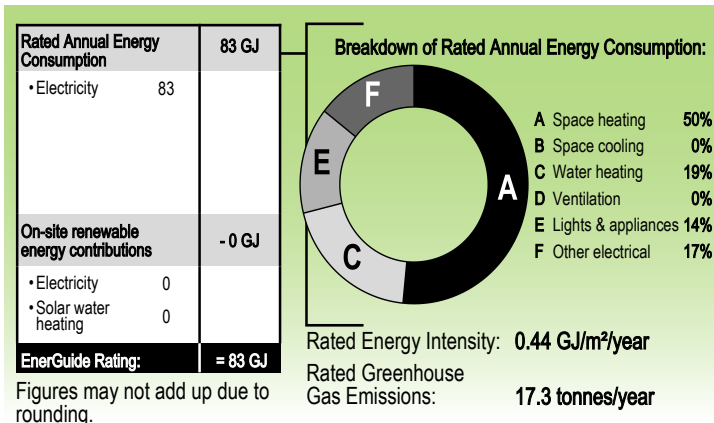 Rated Annual Energy
Consumption
83 GJ
• Electricity 83
On-site renewable
energy contributions
- 0 GJ
• Electricity 0
• Solar water
heating 0
EnerGuide Rating: = 83 GJ
Figures may not add up due to
rounding.
Breakdown of Rated Annual Energy Consumption:
F
E
A
C
A Space heating 50%
B Space cooling 0%
C Water heating 19%
D Ventilation 0%
E Lights & appliances 14%
F Other electrical 17%
Rated Energy Intensity: 0.44 GJ/m²/year
Rated Greenhouse
Gas Emissions: 17.3 tonnes/year